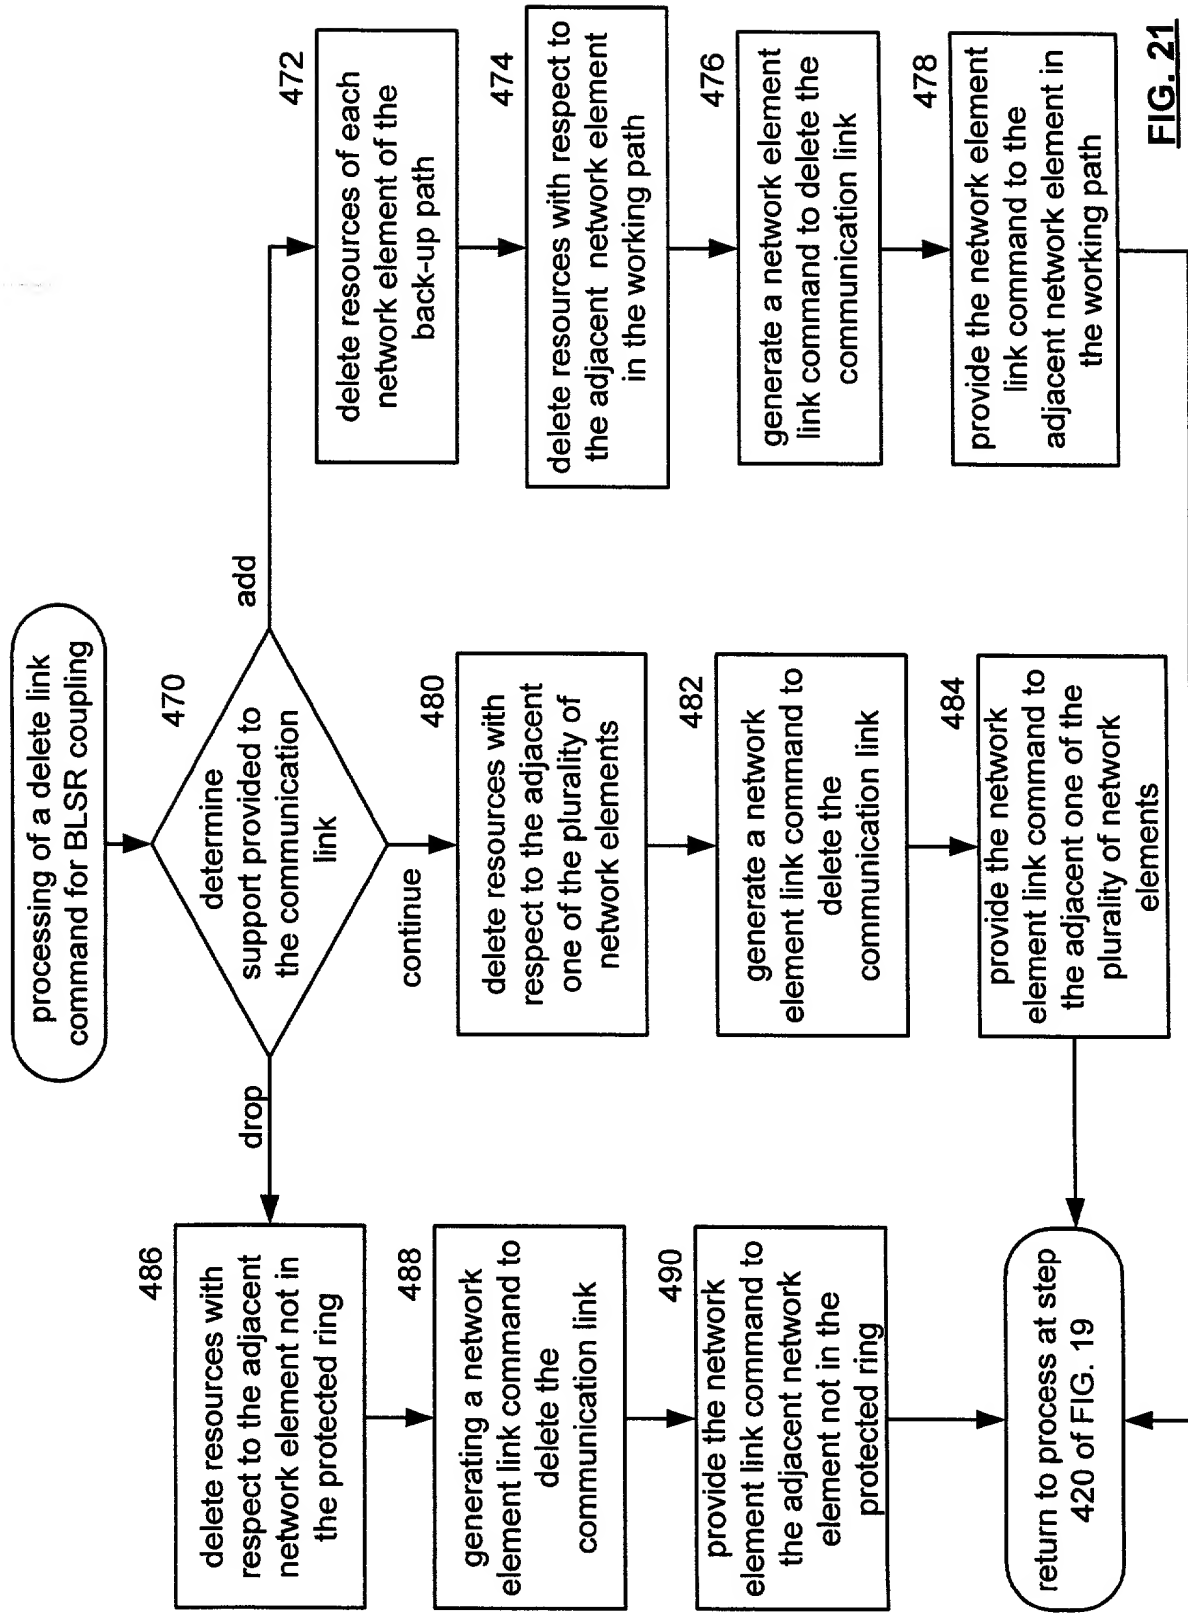 processing of a delete link
command for BLSR coupling
470
determine
support provided to
the communication
link
drop
continue
add
486
delete resources with
respect to the adjacent
network element not in
the protected ring
488
generating a network
element link command to
delete the
communication link
490
provide the network
element link command to
the adjacent network
element not in the
protected ring
480
delete resources with
respect to the adjacent
one of the plurality of
network elements
482
generate a network
element link command to
delete the
communication link
484
provide the network
element link command to
the adjacent one of the
plurality of network
elements
472
delete resources of each
network element of the
back-up path
474
delete resources with respect to
the adjacent network element
in the working path
476
generate a network element
link command to delete the
communication link
478
provide the network element
link command to the
adjacent network element in
the working path
return to process at step
420 of FIG. 19
FIG. 21